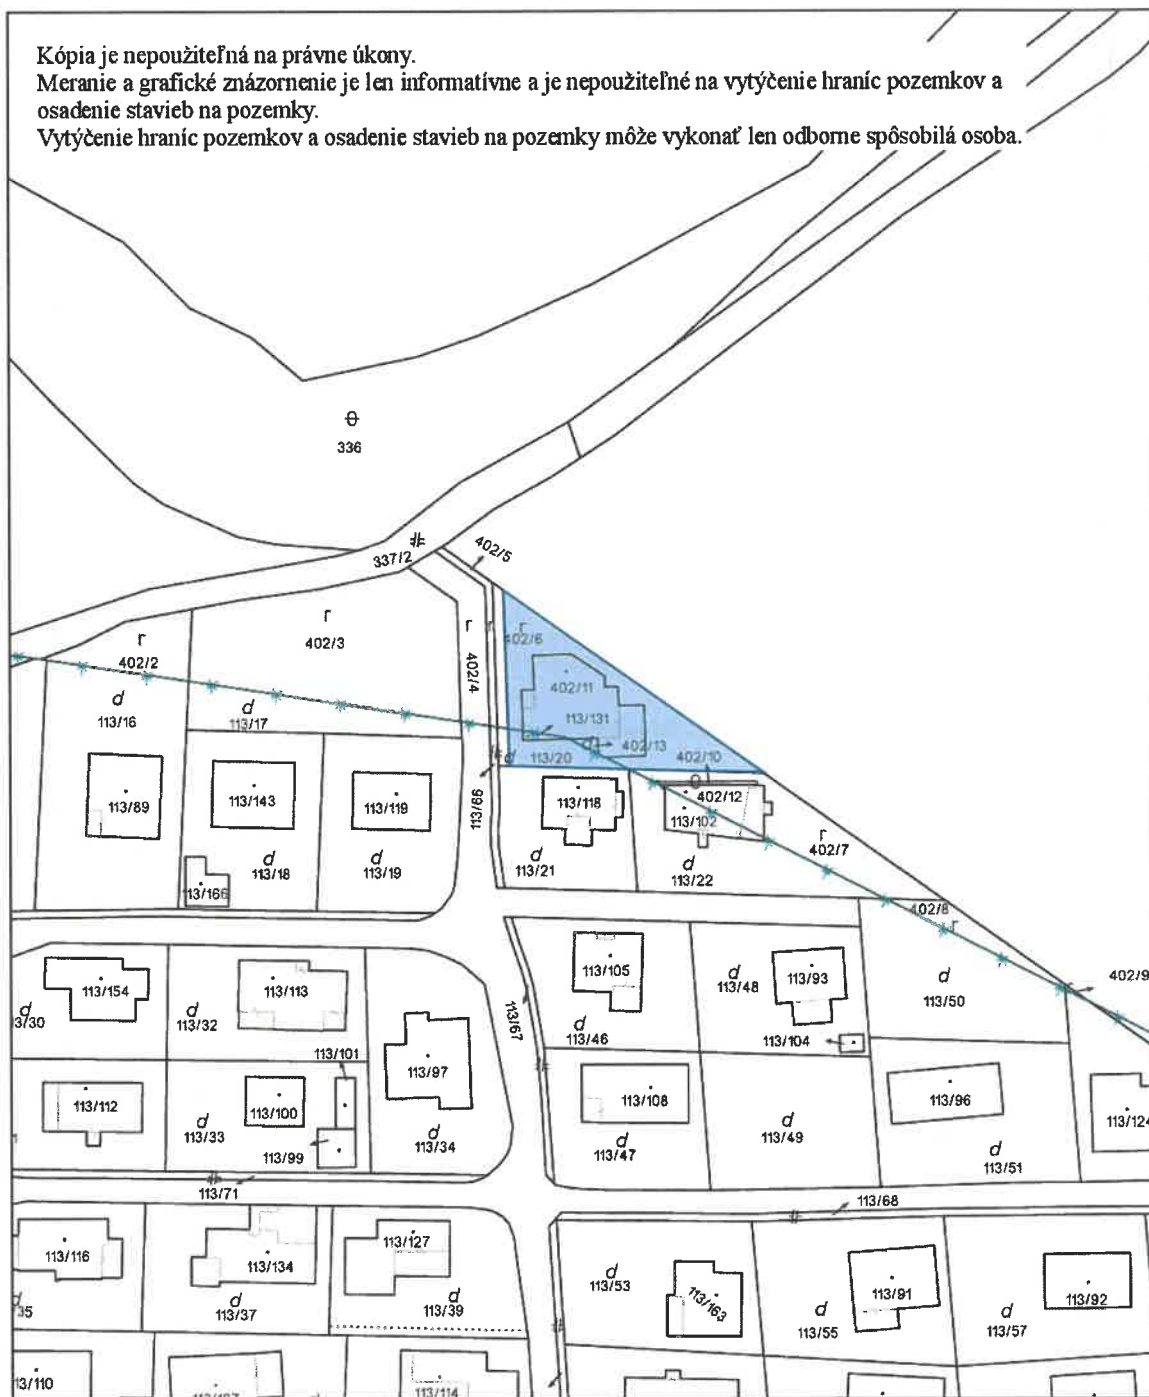 Kópia je nepoužiteľná na právne úkony.
Meranie a grafické znázornenie je len informatívne a je nepoužiteľné na vytýčenie hraníc pozemkov a
osadenie stavieb na pozemky.
Vytýčenie hraníc pozemkov a osadenie stavieb na pozemky môže vykonať len odborne spôsobilá osoba.
336
337/2
402/5
r
402/3
r
402/2
r
402/4
r
r
402/6
402/11
113/131
402/13
402/10
d
113/16
d
113/17
d
113/20
d
113/89
113/143
113/119
113/66
113/118
402/12
113/102
r
402/7
113/166
d
113/18
d
113/19
d
113/21
d
113/22
402/8
r
402/9
113/154
113/113
113/105
113/93
d
113/48
d
113/50
d
3/30
d
113/32
113/67
d
113/46
113/104
113/101
113/97
113/112
113/100
113/108
113/96
113/124
d
113/33
113/99
d
113/34
d
113/47
d
113/49
d
113/51
113/71
113/68
113/116
113/134
113/127
d
113/53
113/163
113/91
113/92
d
35
d
113/37
d
113/39
d
113/55
d
113/57
113/110
113/114